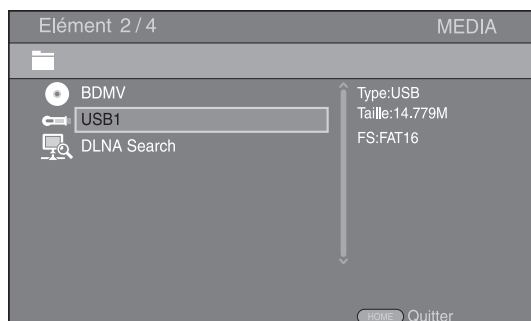 Elément 2 / 4
MEDIA
BDMV
USB1
DLNA Search
Type:USB
Taille:14.779M
FS:FAT16
HOME Quitter